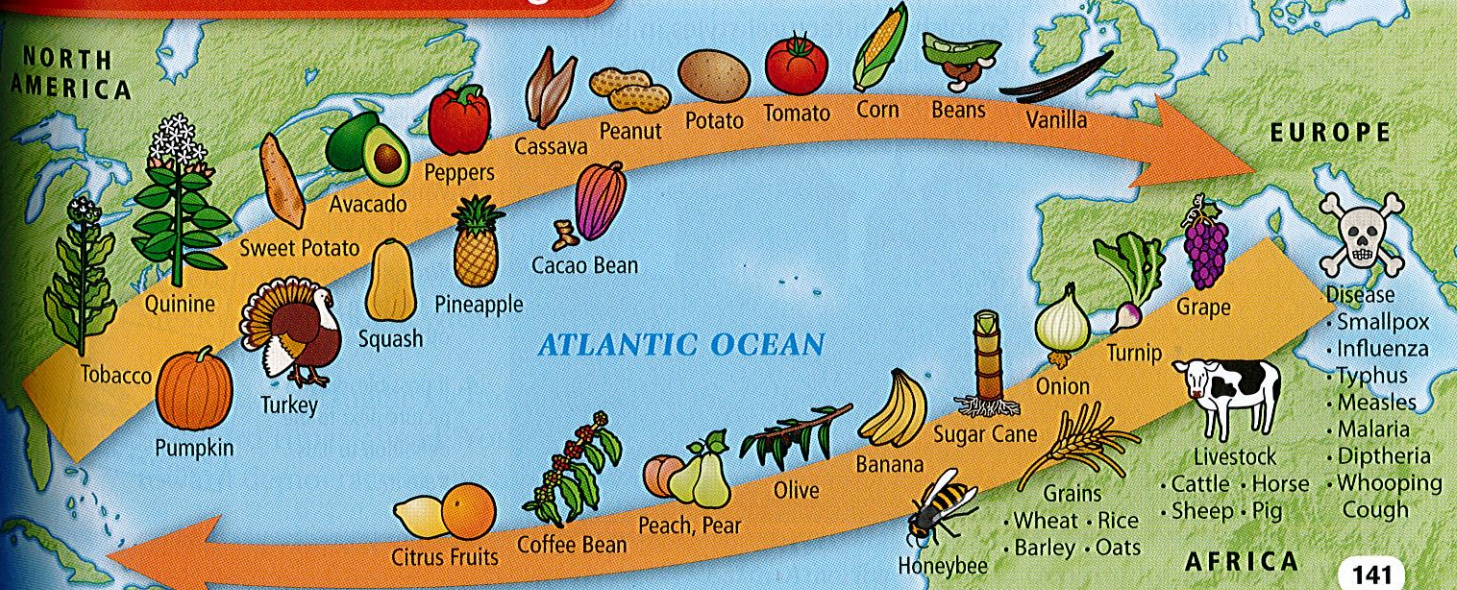 NORTH
AMERICA
Tobacco
Quinine
Sweet Potato
Avacado
Peppers
Cassava
Peanut
Potato
Tomato
Corn
Beans
Vanilla
EUROPE
Pumpkin
Turkey
Squash
Pineapple
Cacao Bean
ATLANTIC OCEAN
Citrus Fruits
Coffee Bean
Peach, Pear
Olive
Banana
Sugar Cane
Onion
Turnip
Grape
Honeybee
Grains
• Wheat • Rice
• Barley • Oats
Livestock
• Cattle • Horse
• Sheep • Pig
Disease
• Smallpox
• Influenza
• Typhus
• Measles
• Malaria
• Diptheria
• Whooping
Cough
AFRICA
141